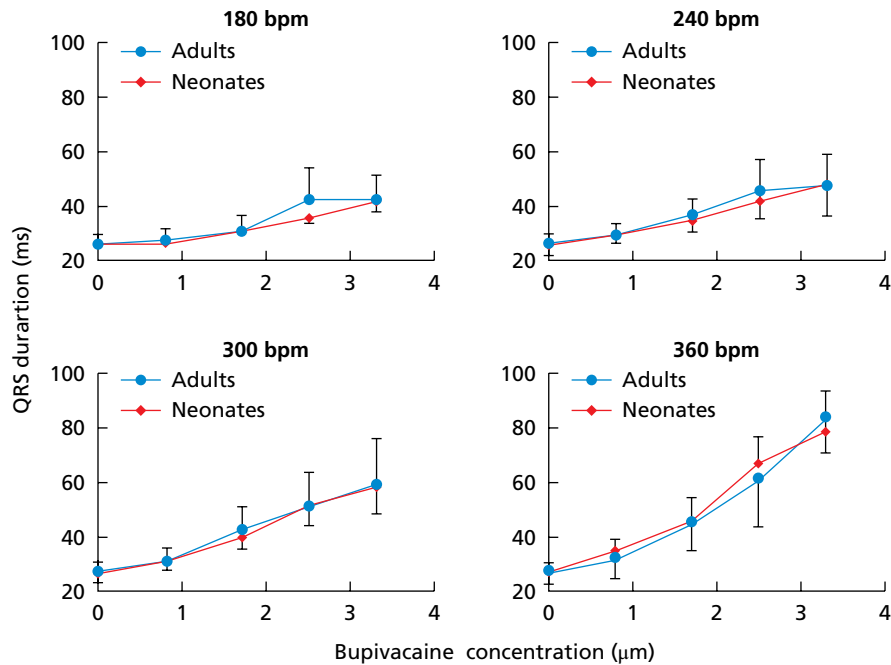 180 bpm
100
80
60
40
20
0 1 2 3 4
Adults
Neonates
240 bpm
100
80
60
40
20
0 1 2 3 4
Adults
Neonates
300 bpm
100
80
60
40
20
0 1 2 3 4
Adults
Neonates
360 bpm
100
80
60
40
20
0 1 2 3 4
Adults
Neonates
QRS durartion (ms)
Bupivacaine concentration (μm)